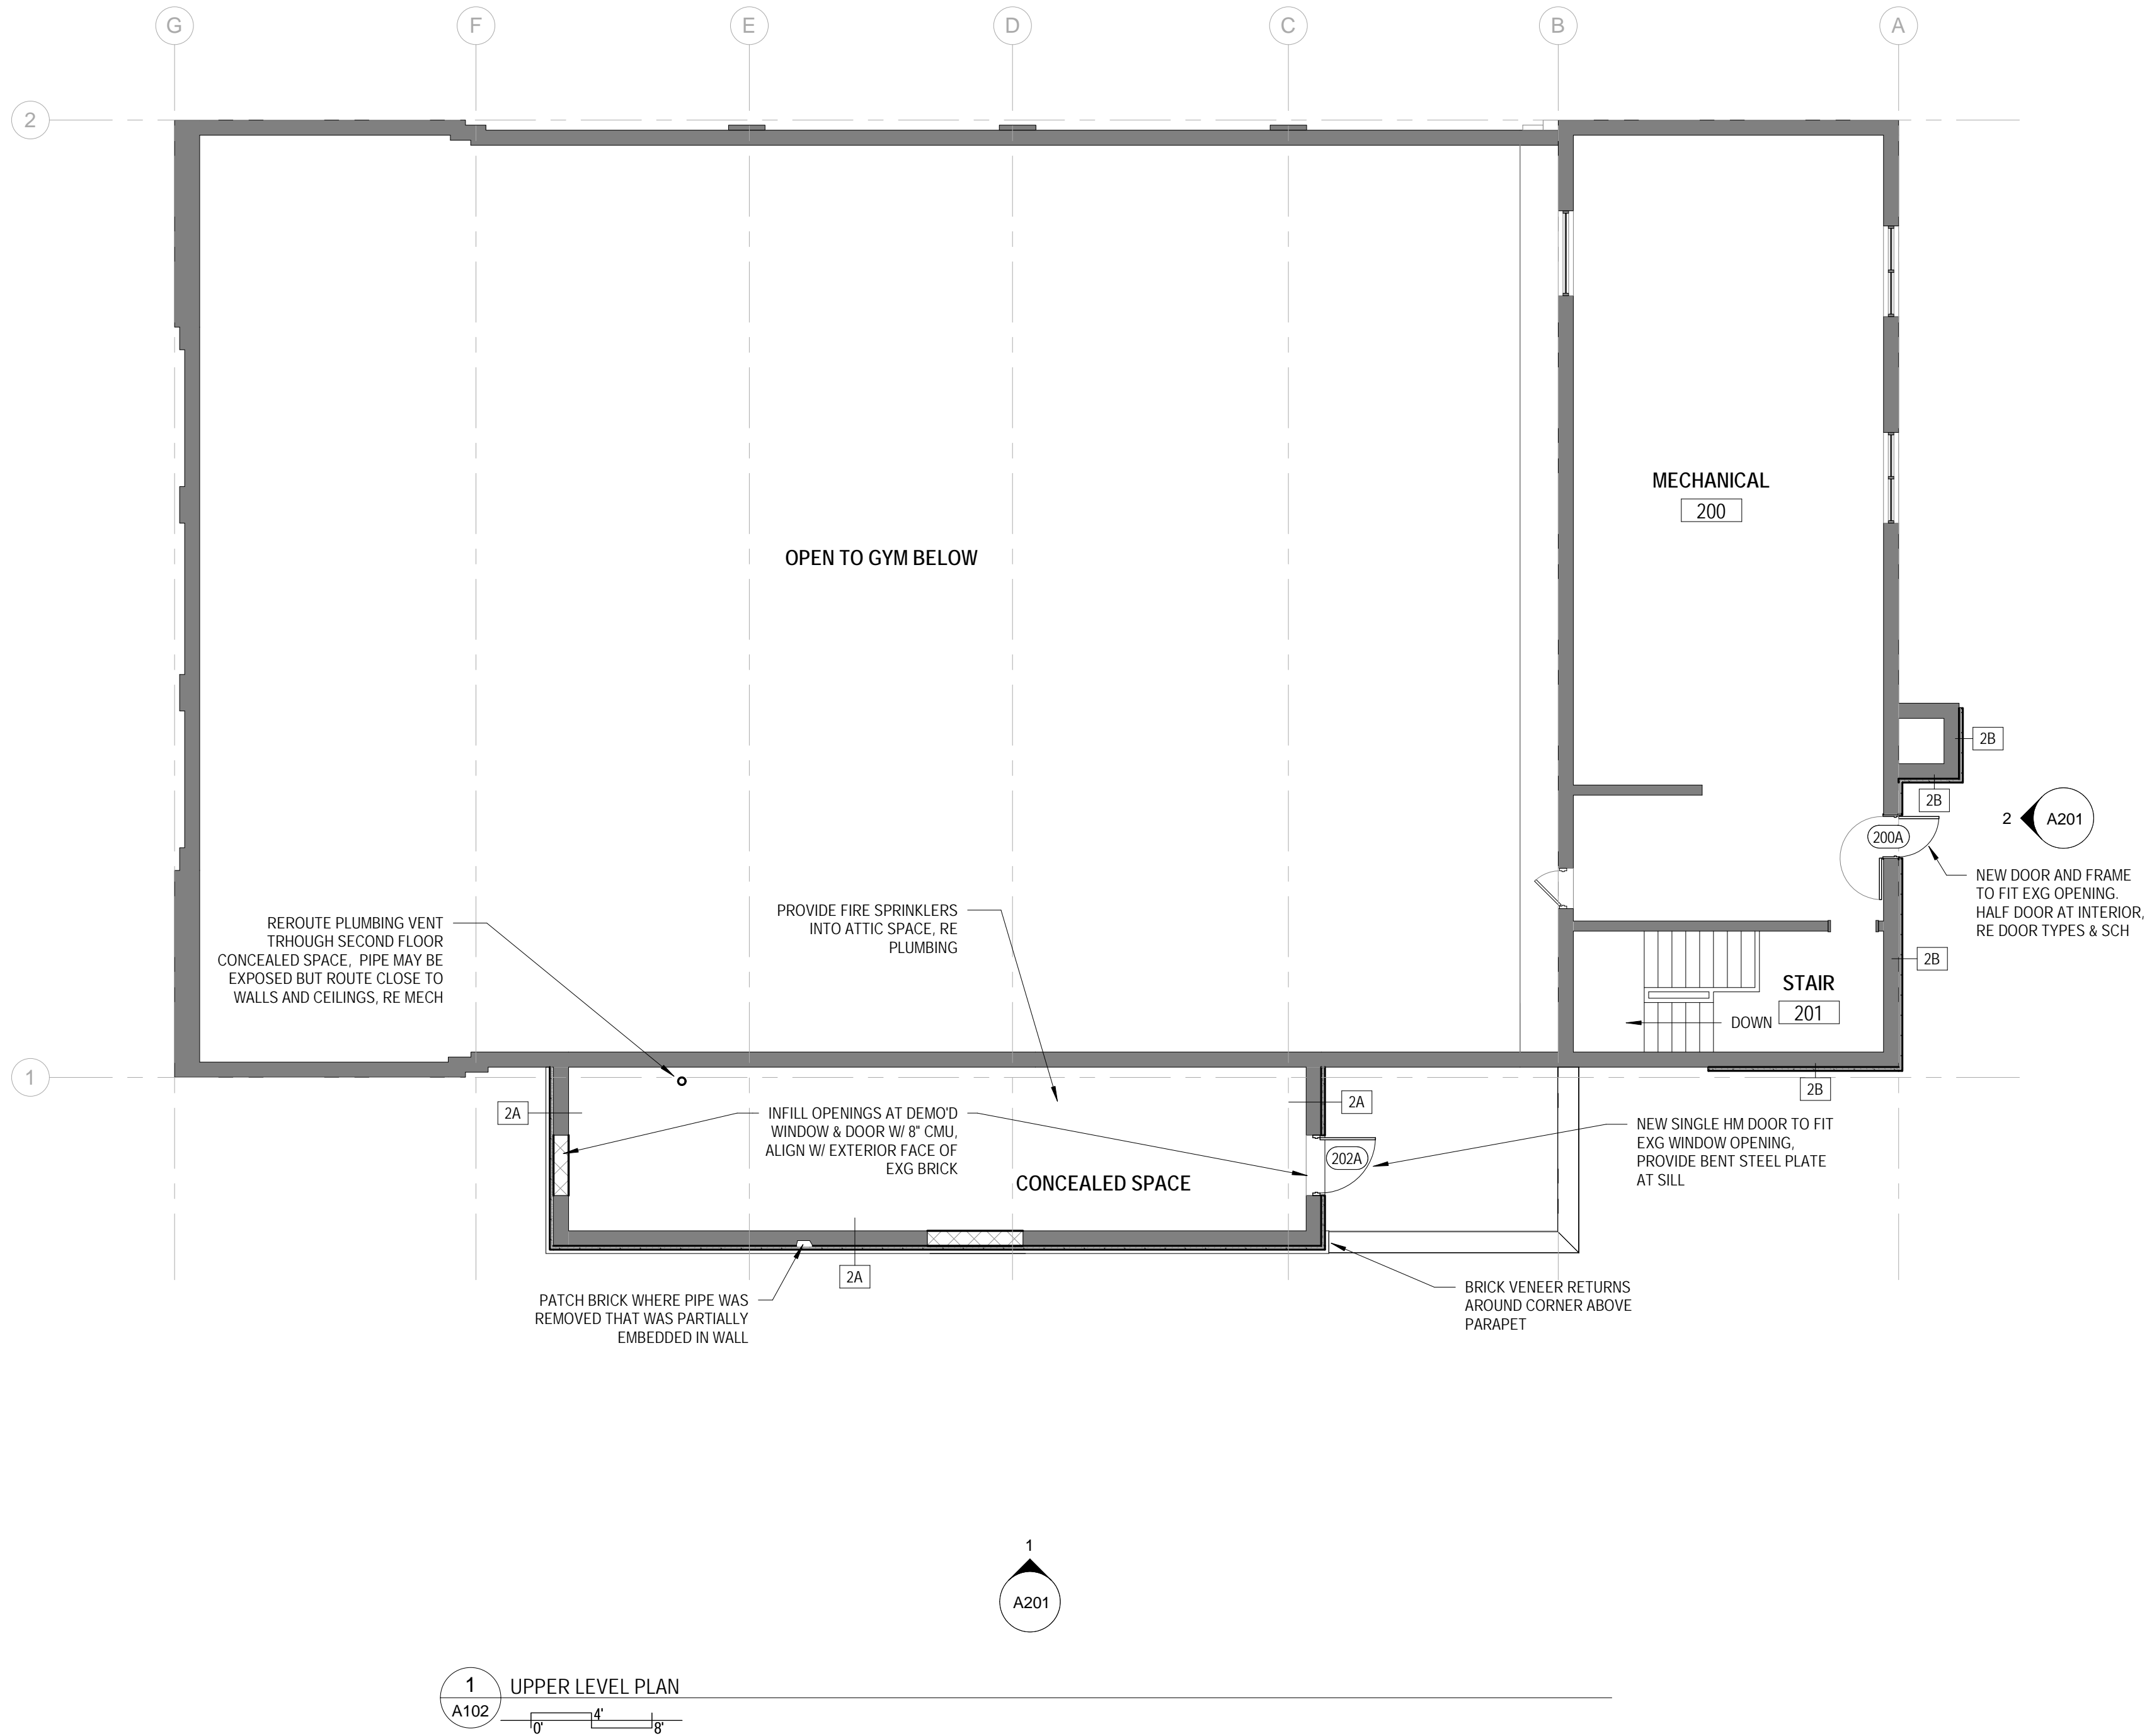 G
F
E
D
C
B
A
2
MECHANICAL
200
OPEN TO GYM BELOW
2B
2B
2
A201
200A
NEW DOOR AND FRAME
TO FIT EXG OPENING.
HALF DOOR AT INTERIOR,
RE DOOR TYPES & SCH
REROUTE PLUMBING VENT
TRHOUGH SECOND FLOOR
CONCEALED SPACE, PIPE MAY BE
EXPOSED BUT ROUTE CLOSE TO
WALLS AND CEILINGS, RE MECH
PROVIDE FIRE SPRINKLERS
INTO ATTIC SPACE, RE
PLUMBING
2B
STAIR
201
DOWN
1
2B
2A
INFILL OPENINGS AT DEMO'D
WINDOW & DOOR W/ 8" CMU,
ALIGN W/ EXTERIOR FACE OF
EXG BRICK
2A
202A
NEW SINGLE HM DOOR TO FIT
EXG WINDOW OPENING,
PROVIDE BENT STEEL PLATE
AT SILL
CONCEALED SPACE
2A
PATCH BRICK WHERE PIPE WAS
REMOVED THAT WAS PARTIALLY
EMBEDDED IN WALL
BRICK VENEER RETURNS
AROUND CORNER ABOVE
PARAPET
1
A201
1
A102
UPPER LEVEL PLAN
0'
4'
8'